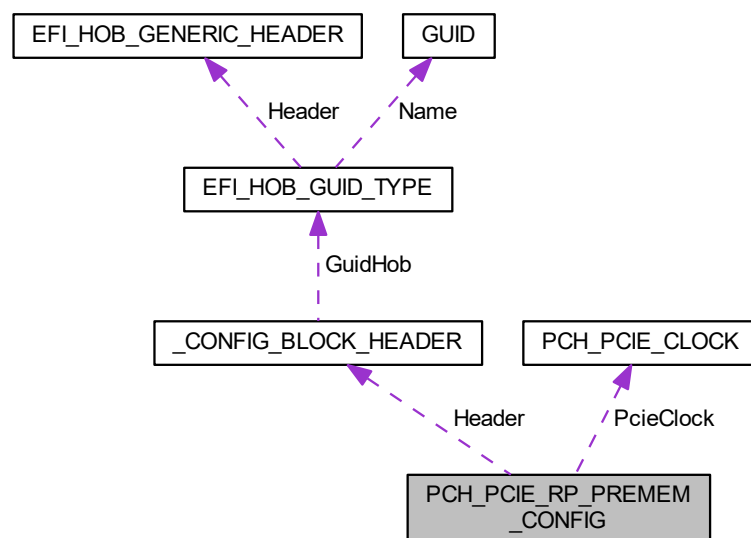 EFI_HOB_GENERIC_HEADER
GUID
Header
Name
EFI_HOB_GUID_TYPE
GuidHob
_CONFIG_BLOCK_HEADER
PCH_PCIE_CLOCK
Header
PcieClock
PCH_PCIE_RP_PREMEM
_CONFIG